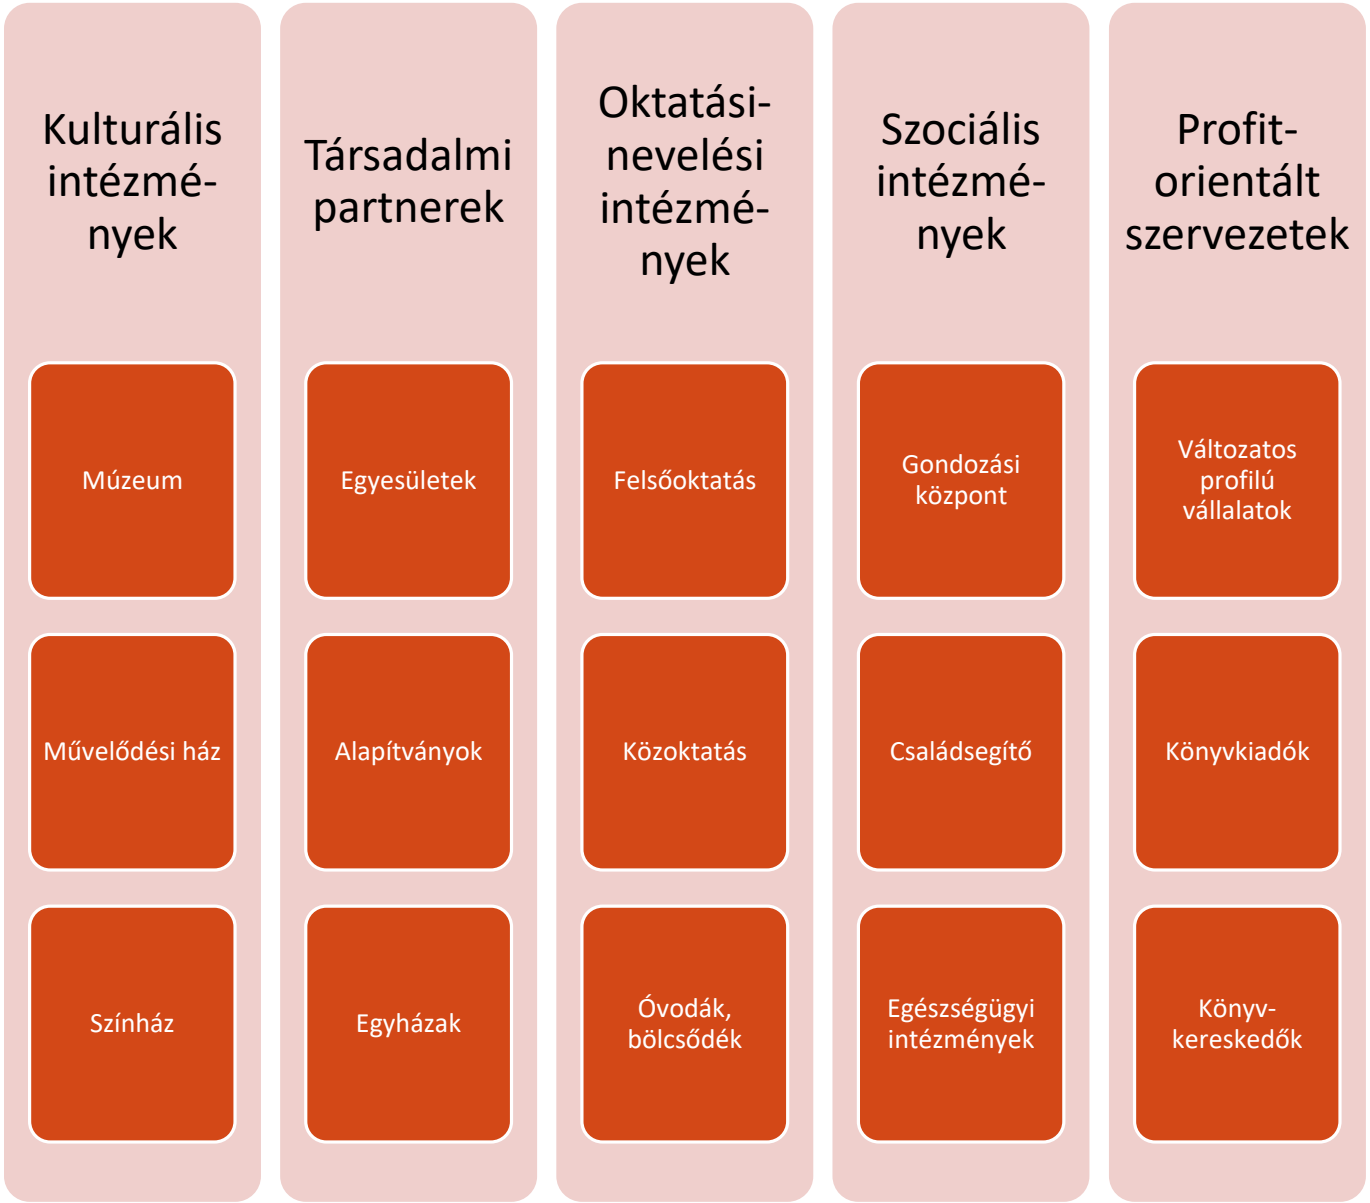 Kulturális
intézmé-
nyek
Múzeum
Művelődési ház
Színház
Társadalmi
partnerek
Egyesületek
Alapítványok
Egyházak
Oktatási-
nevelési
intézmé-
nyek
Felsőoktatás
Közoktatás
Óvodák,
bölcsődék
Szociális
intézmé-
nyek
Gondozási
központ
Családsegítő
Egészségügyi
intézmények
Profit-
orientált
szervezetek
Változatos
profilú
vállalatok
Könyvkiadók
Könyv-
kereskedők